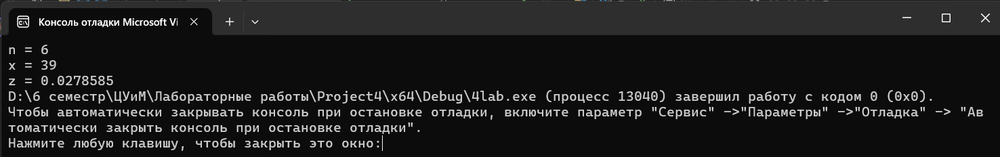 Консоль отладки Microsoft Vi
n = 6
x = 39
z = 0.0278585
D:\6 семестр\ЦУиМ\Лабораторные работы\Project4\x64\Debug\4lab.exe (процесс 13040) завершил работу с кодом 0 (0x0).
Чтобы автоматически закрывать консоль при остановке отладки, включите параметр "Сервис" ->"Параметры" ->"Отладка" -> "Ав
томатически закрыть консоль при остановке отладки".
Нажмите любую клавишу, чтобы закрыть это окно: